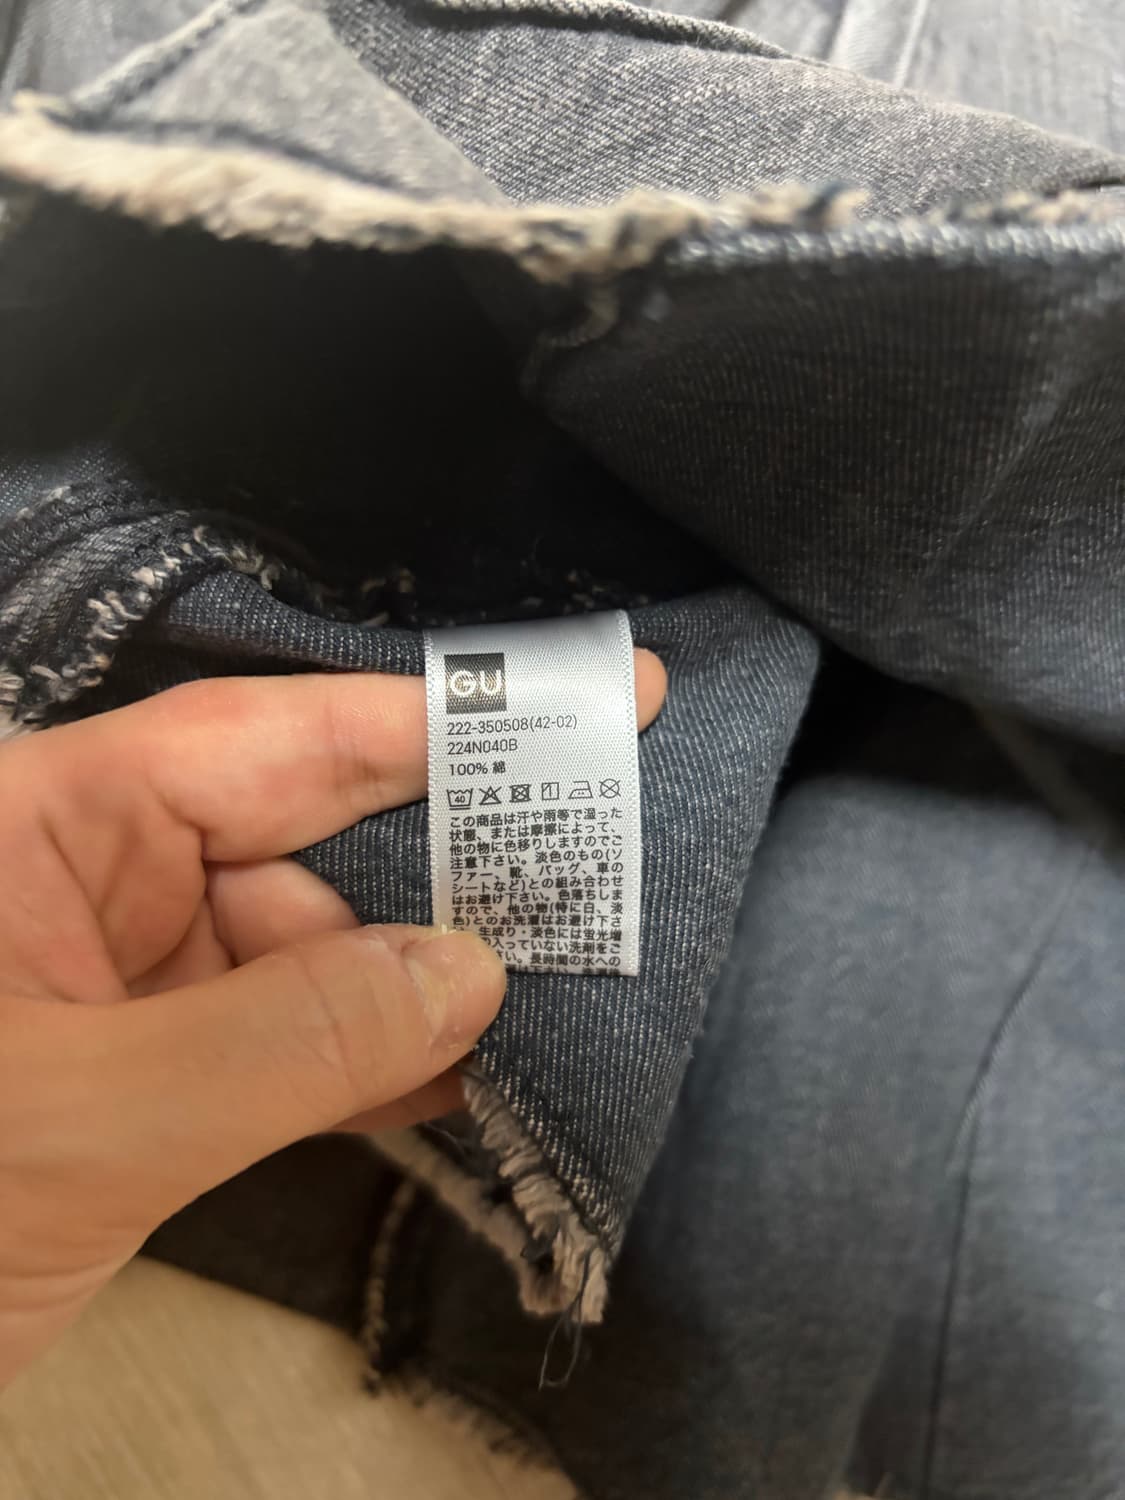 GU
222-350508(42-02)
224N040B
100% 綿
40
この商品は汗や雨等で湿った
状態、または摩擦によって、
他の物に色移りしますのでご
注意下さい。淡色のもの(ソ
ファー、靴、バッグ、車の
シートなど)との組み合わせ
はお避け下さい。色落ちしま
すので、他の物(特に白、淡
色)とのお洗濯はお避け下さ
生成り・淡色には蛍光増
の入っていない洗剤をご
さい。長時間の水への